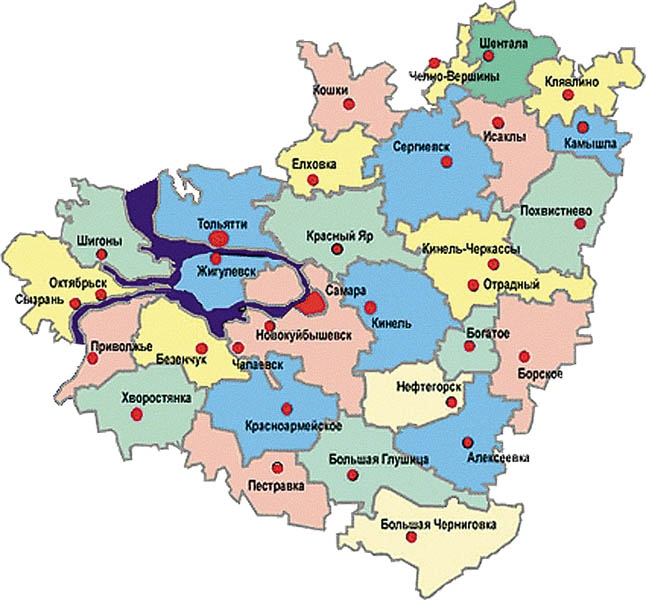 Шентала
Челно-Вершины
Клявлино
Кошки
Исаклы
Камышла
Сергиевск
Елховка
Похвистнево
Тольятти
Красный Яр
Шигоны
Кинель-Черкассы
Жигулевск
Октябрьск
Отрадный
Самара
Сызрань
Кинель
Новокуйбышевск
Богатое
Приволжье
Безенчук
Чапаевск
Борское
Нефтегорск
Хворостянка
Красноармейское
Большая Глушица
Алексеевка
Пестравка
Большая Черниговка